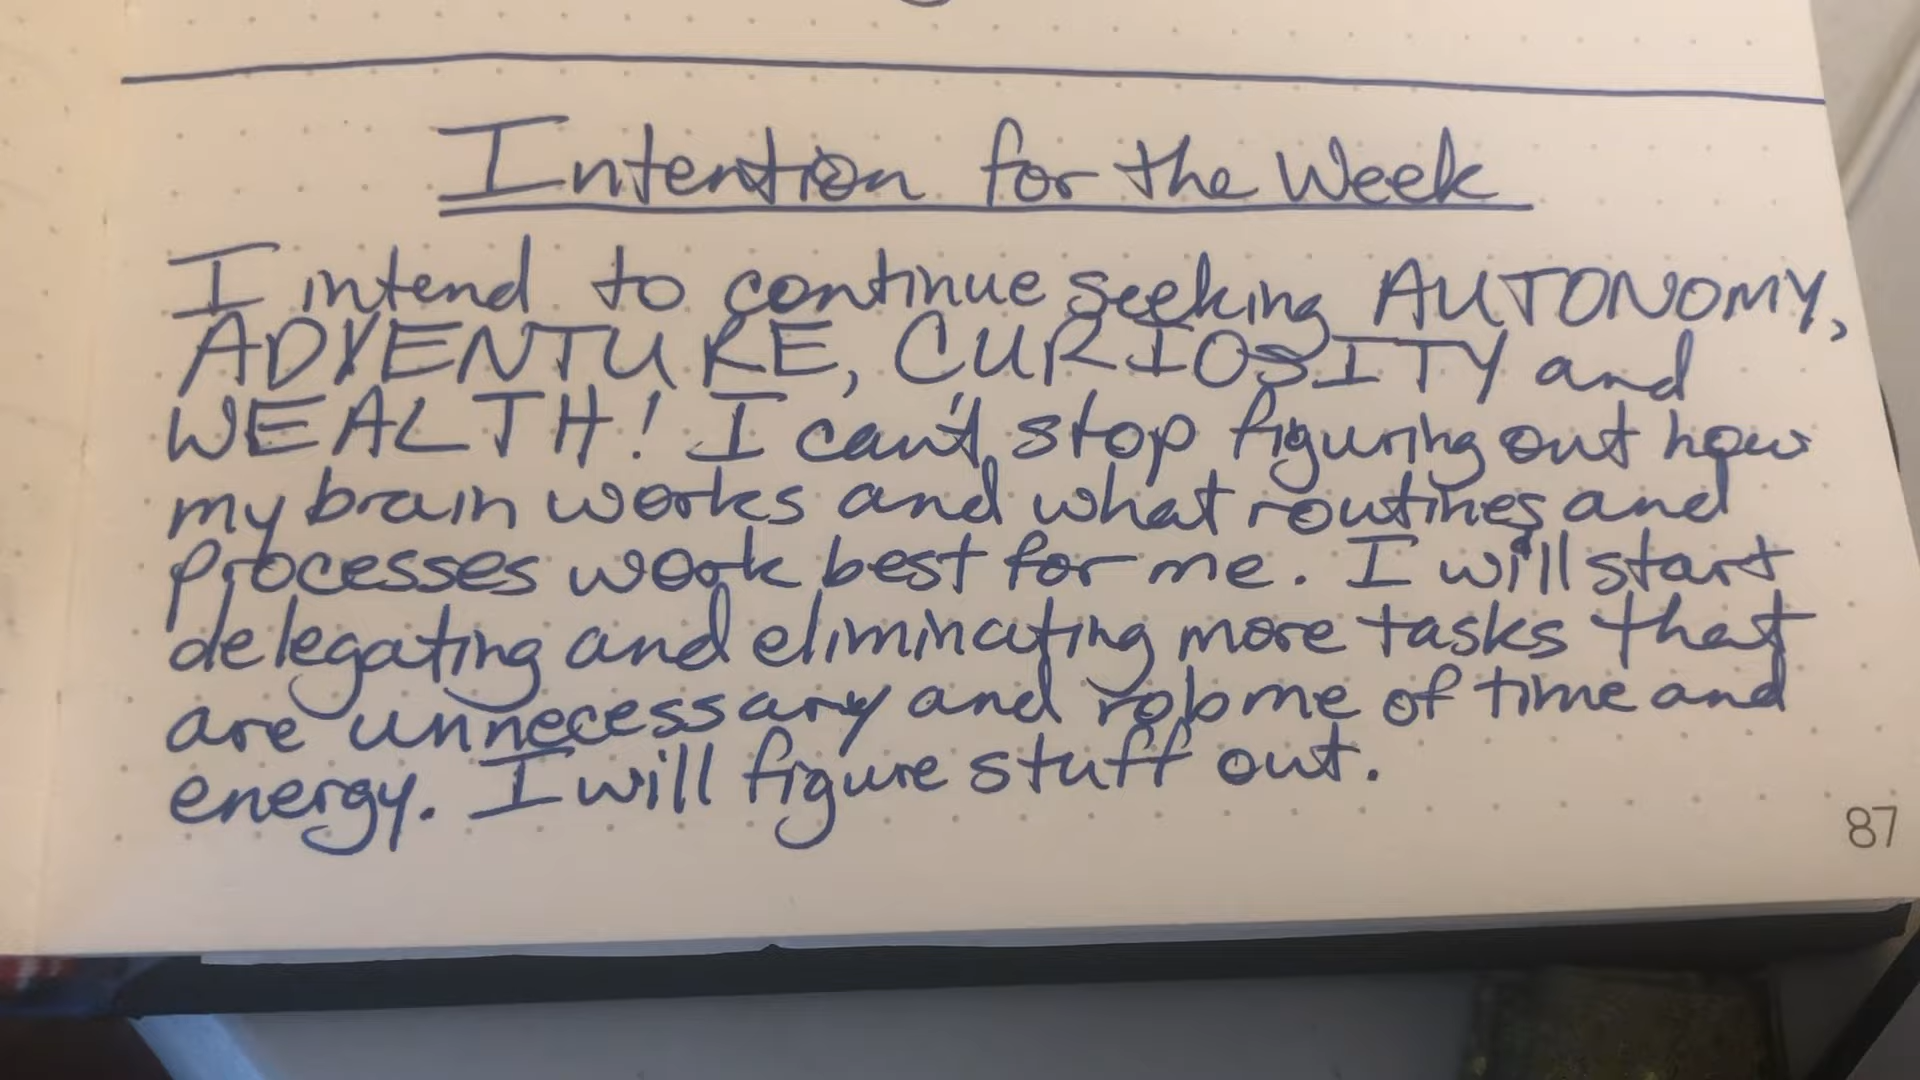 Intention for the Week
I intend to continue seeking AUTONOMY,
ADVENTURE, CURIOSITY and
WEALTH! I can't stop figuring out how
my brain works and what routines and
processes work best for me. I will start
delegating and eliminating more tasks that
are unnecessary and rob me of time and
energy. I will figure stuff out.
87